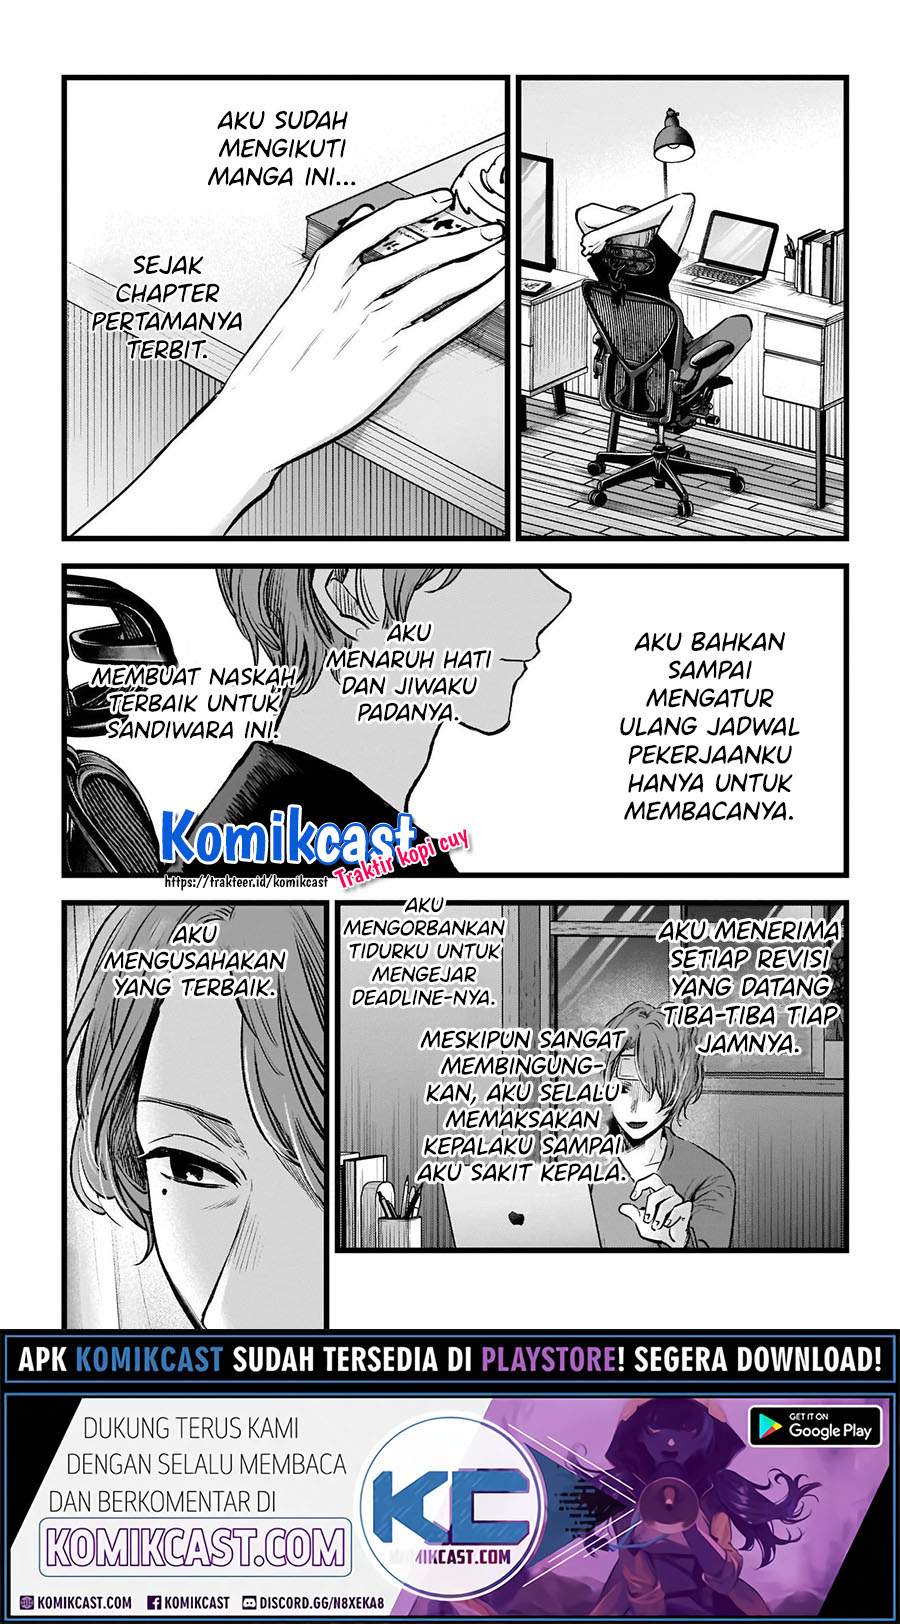 AKU SUDAH
MENGIKUTI
MANGA INI...
SEJAK
CHAPTER
PERTAMANYA
TERBIT.
AKU BAHKAN
SAMPAI
MENGATUR
ULANG JADWAL
PEKERJAANKU
HANYA UNTUK
MEMBACANYA.
AKU
MENARUH HATI
DAN JIWAKU
PADANYA.
MEMBUAT NASKAH
TERBAIK UNTUK
SANDIWARA INI.
Komikcast
Traktir kopi cuy
https://trakteer.id/komikcast
AKU MENERIMA
SETIAP REVISI
YANG DATANG
TIBA-TIBA TIAP
JAMNYA.
AKU
MENGORBANKAN
TIDURKU UNTUK
MENGEJAR
DEADLINE-NYA.
MESKIPUN SANGAT
MEMBINGUNG-
KAN, AKU SELALU
MEMAKSAKAN
KEPALAKU SAMPAI
AKU SAKIT KEPALA.
AKU
MENGUSAHAKAN
YANG TERBAIK.
APK KOMIKCAST SUDAH TERSEDIA DI PLAYSTORE! SEGERA DOWNLOAD!
DUKUNG TERUS KAMI
DENGAN SELALU MEMBACA
DAN BERKOMENTAR DI
KOMIKCAST.COM
KC
KOMIKCAST.COM
GET IT ON
Google Play
KOMIKCAST.COM
KOMIKCAST
DISCORD.GG/N8XEKA8